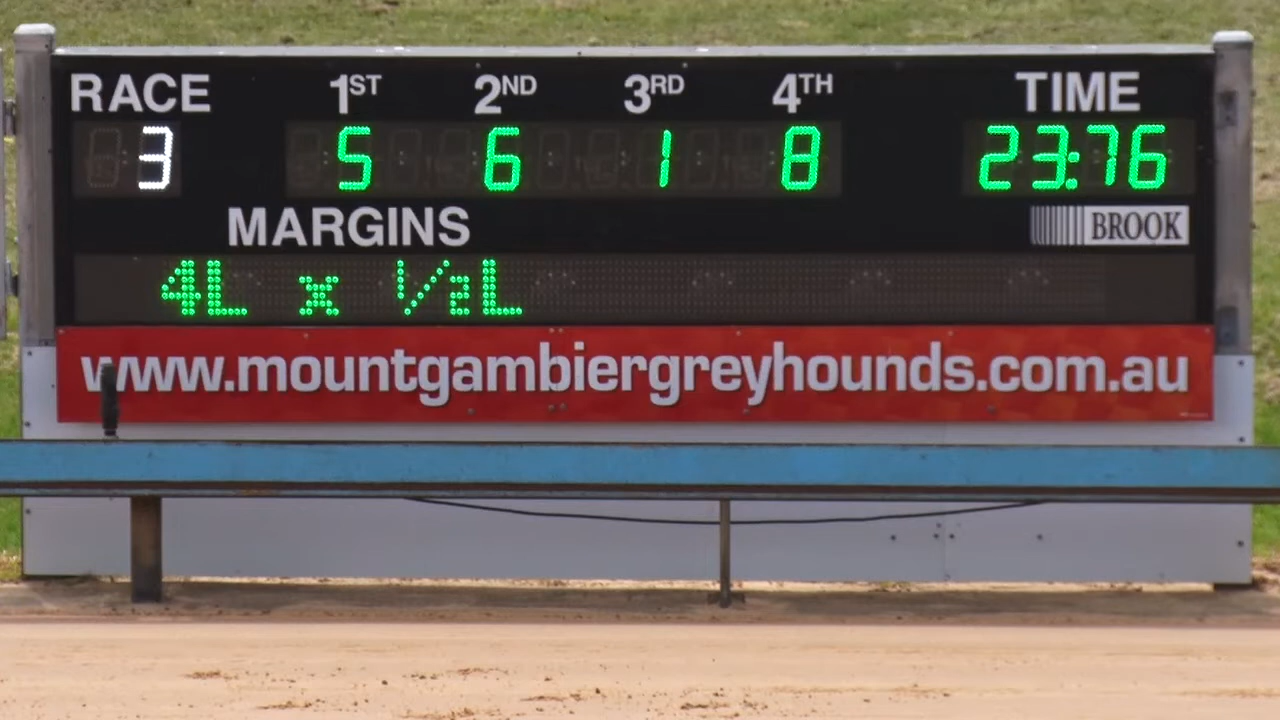 RACE 1ST 2ND 3RD 4TH TIME
3 5 6 1 8 23:76
MARGINS BROOK
4L x ½L
www.mountgambiergreyhounds.com.au